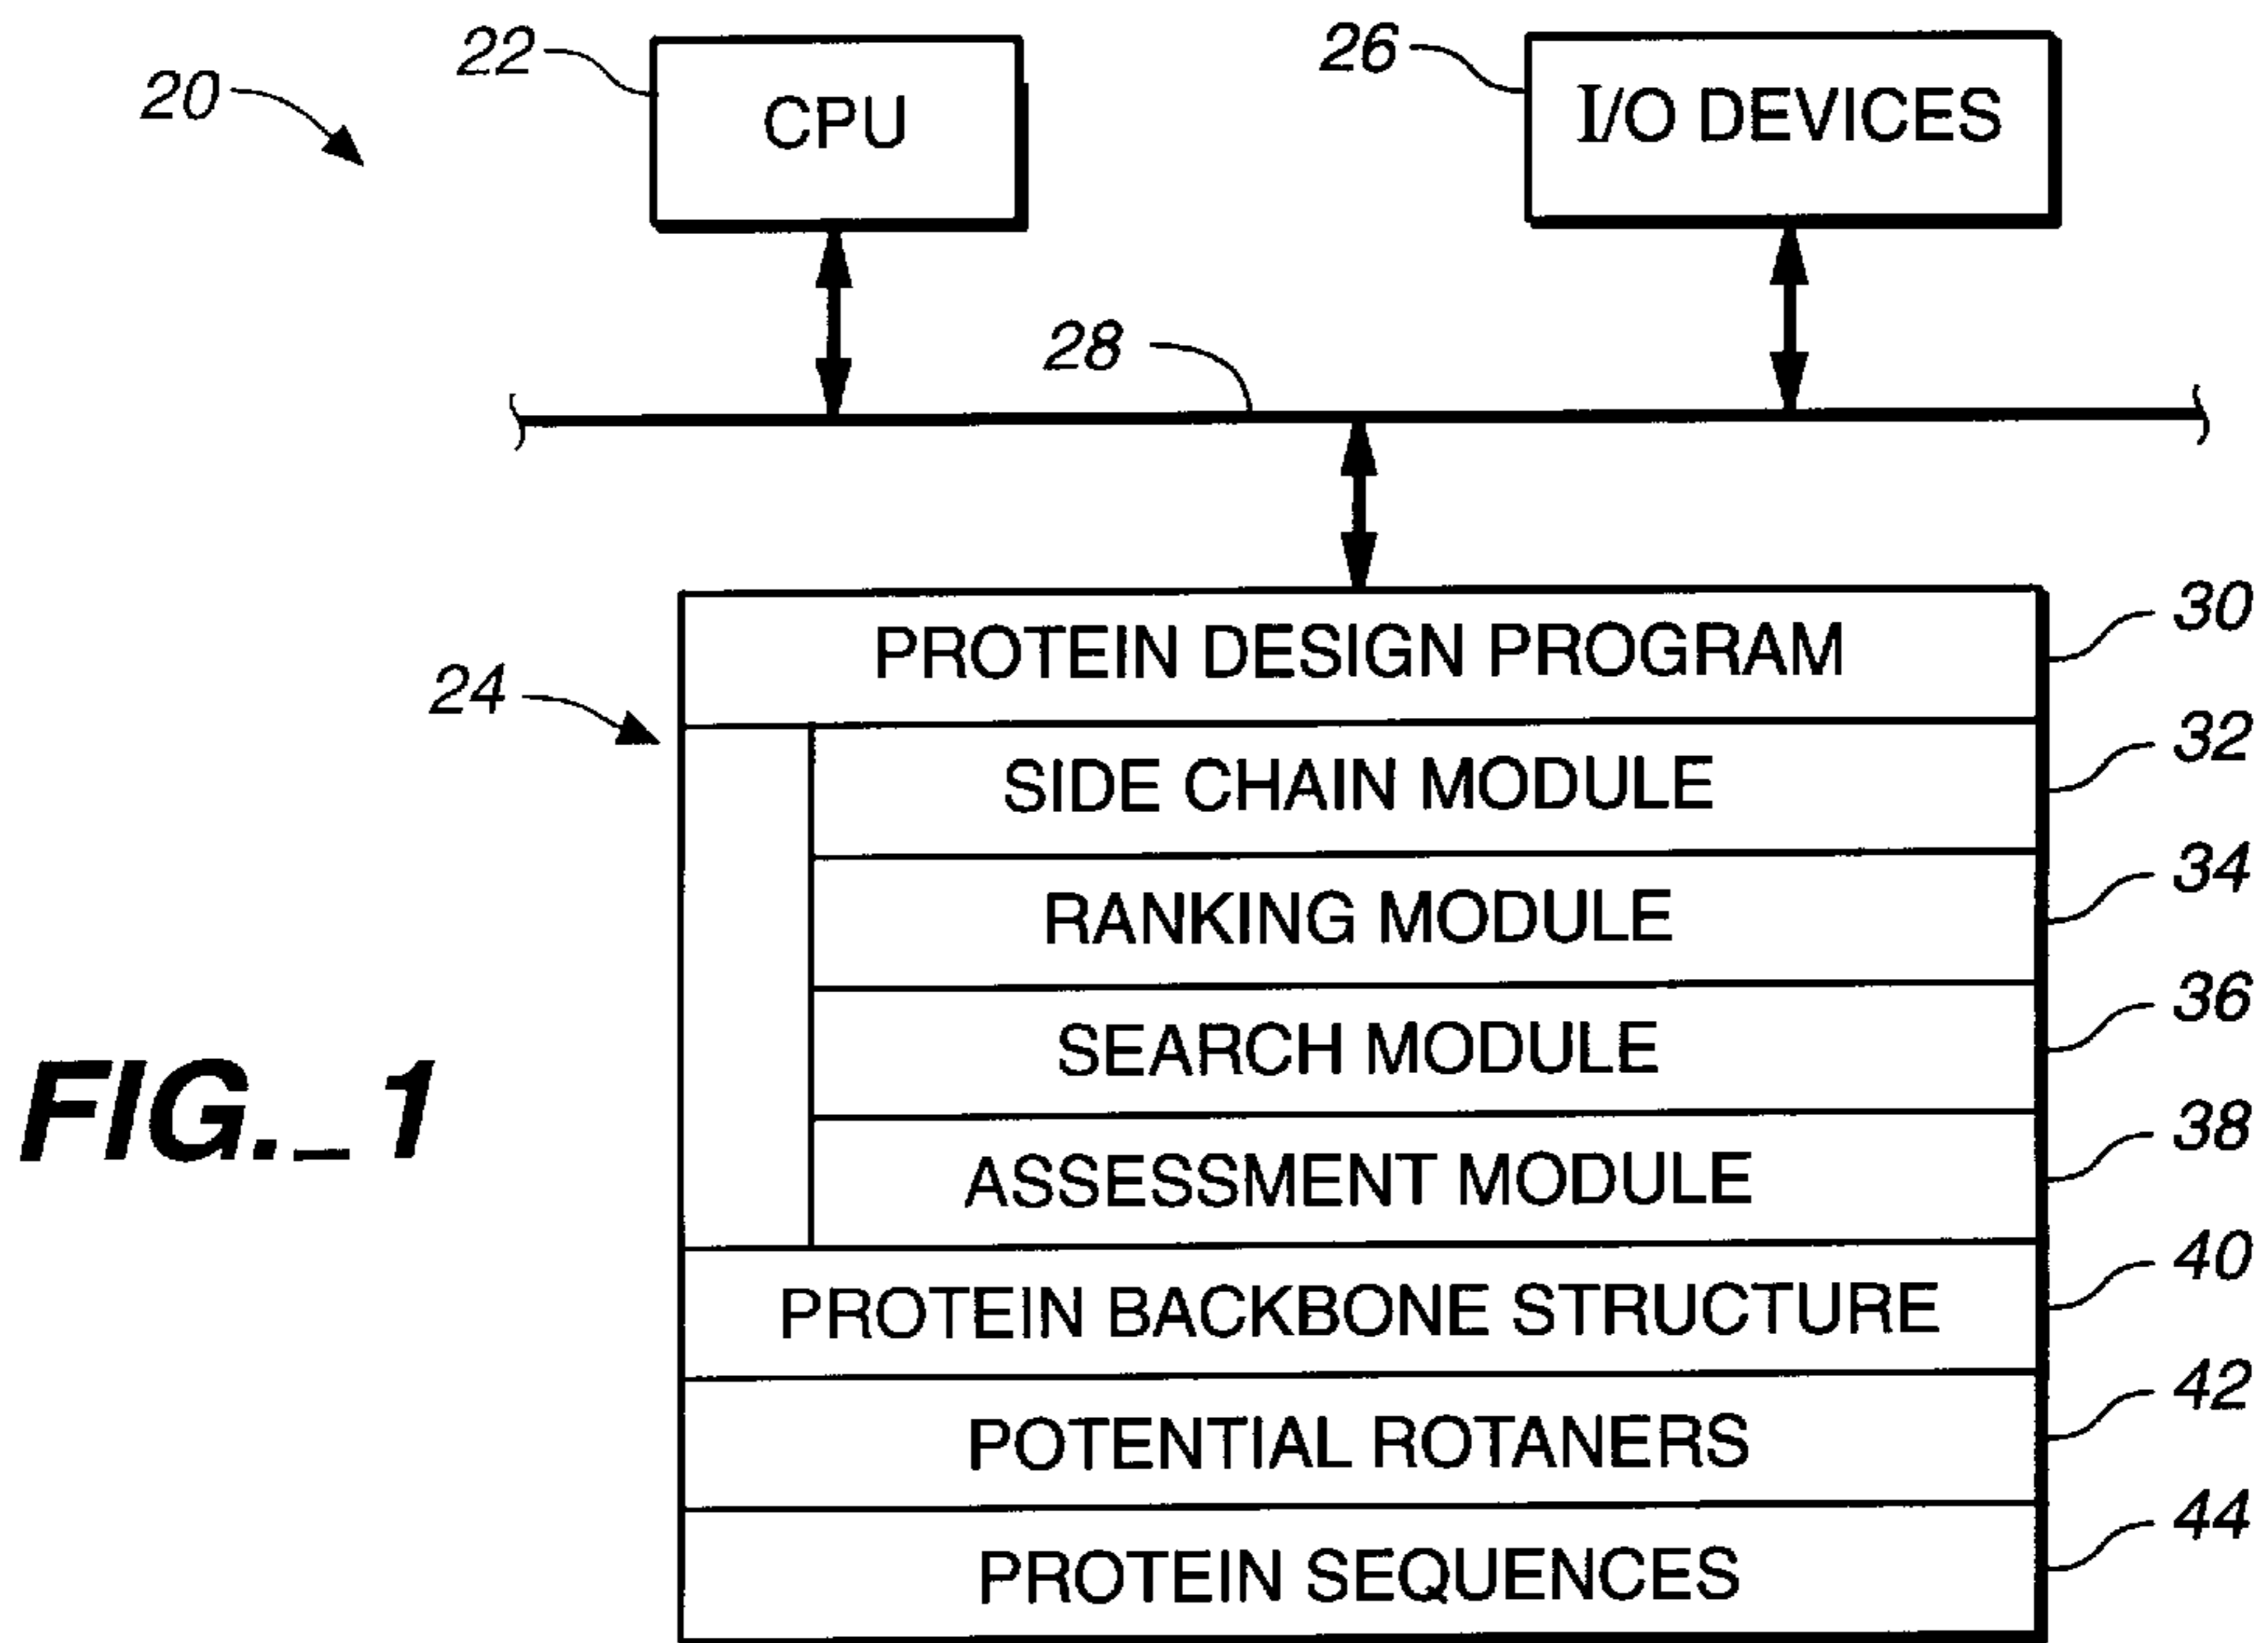 20
22
CPU
26
I/O DEVICES
28
24
PROTEIN DESIGN PROGRAM
30
SIDE CHAIN MODULE
32
RANKING MODULE
34
SEARCH MODULE
36
ASSESSMENT MODULE
38
PROTEIN BACKBONE STRUCTURE
40
POTENTIAL ROTANERS
42
PROTEIN SEQUENCES
44
FIG._1